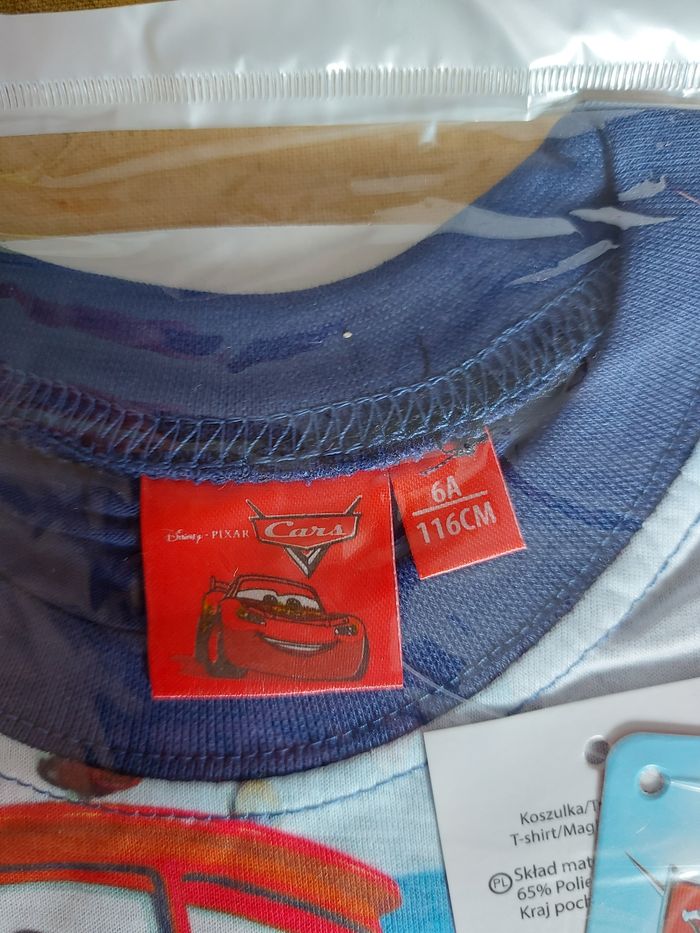 Disney · PIXAR
Cars
6A
116CM
Koszulka/T
T-shirt/Mag
PL Skład mat
65% Polie
Kraj poch